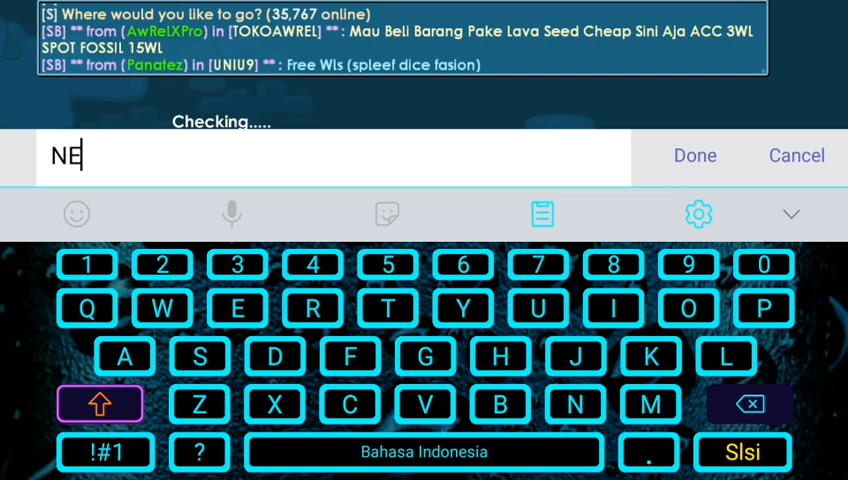 [S] Where would you like to go? (35,767 online)
[SB] ** from (AwRelXPro) in [TOKOAWREL] ** : Mau Beli Barang Pake Lava Seed Cheap Sini Aja ACC 3WL
SPOT FOSSIL 15WL
[SB] ** from (Panatez) in [UNIU9] ** : Free Wls (spleef dice fasion)
Checking.....
NE Done Cancel
1 2 3 4 5 6 7 8 9 0
Q W E R T Y U I O P
A S D F G H J K L
Z X C V B N M
!#1 ? Bahasa Indonesia . Slsi